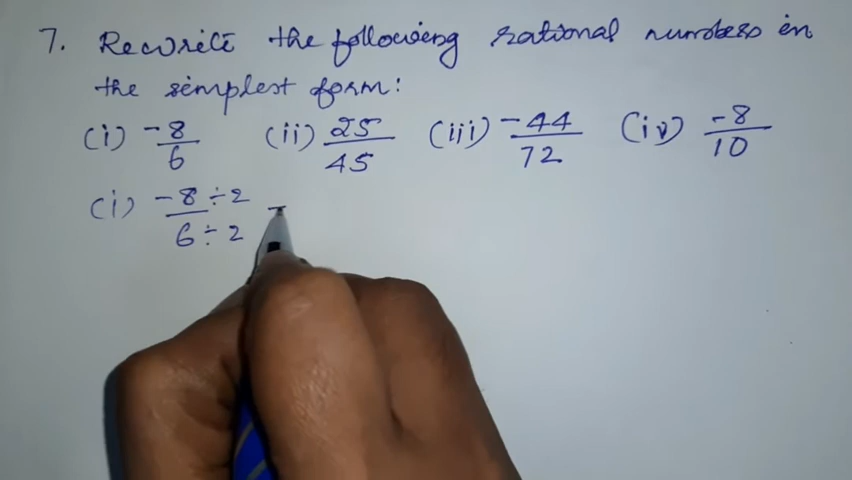 7. Rewrite the following rational numbers in
the simplest form:
(i) -8/6 (ii) 25/45 (iii) -44/72 (iv) -8/10
(i) -8÷2/6÷2